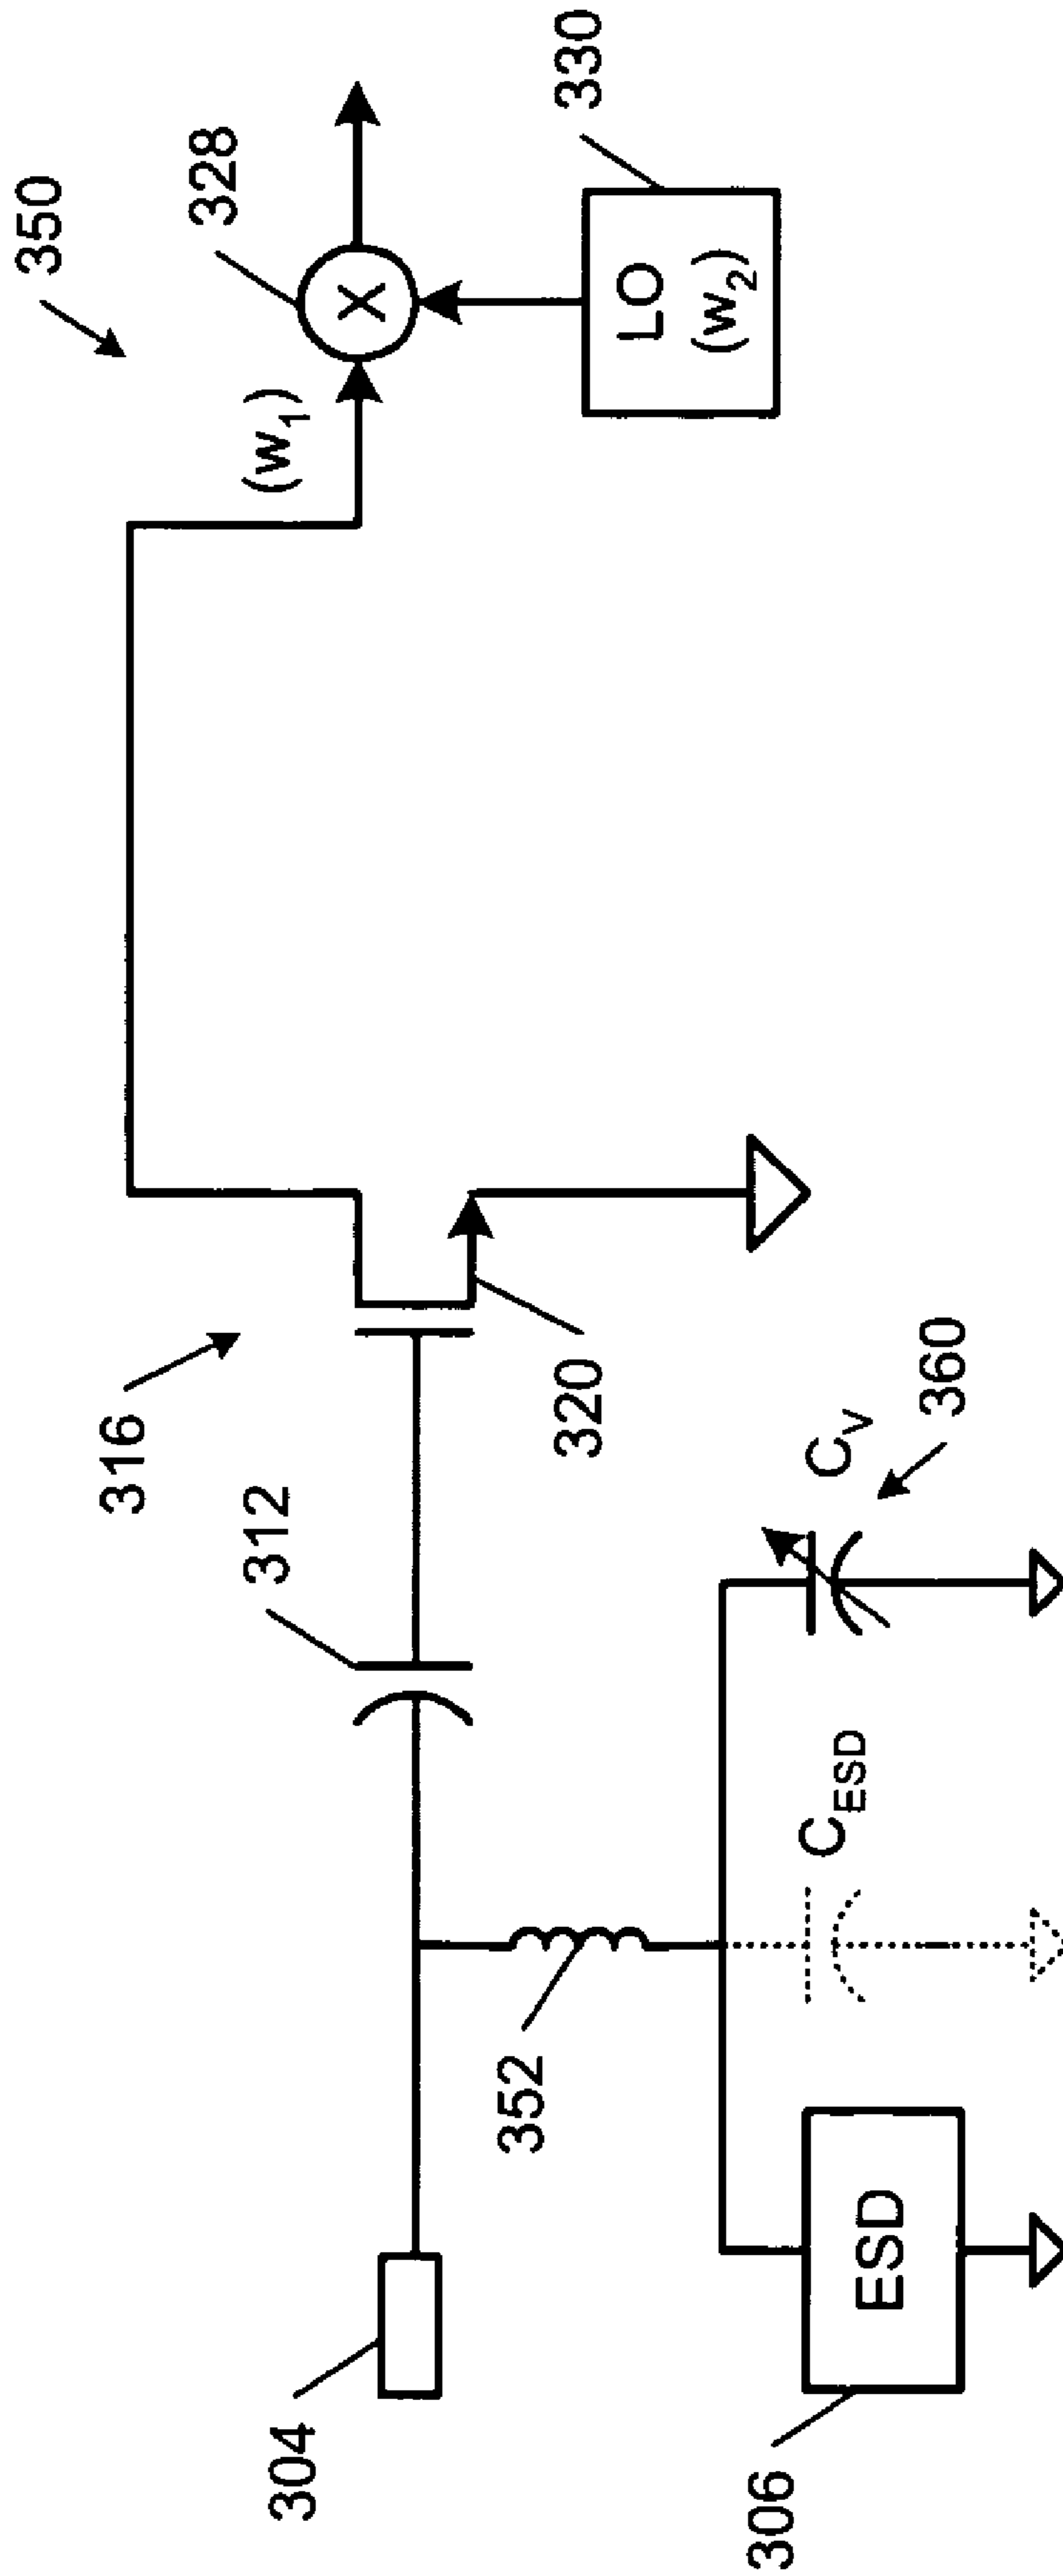 350
328
(w₁)
X
330
LO
(w₂)
316
312
320
304
352
C_ESD
C_V
360
306
ESD